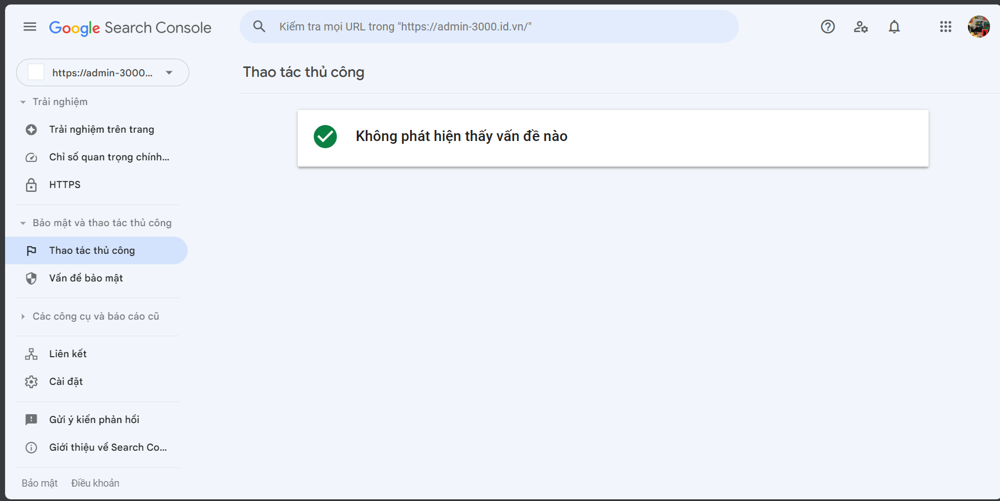 Google Search Console
Kiểm tra mọi URL trong "https://admin-3000.id.vn/"
https://admin-3000...
Trải nghiệm
Trải nghiệm trên trang
Chỉ số quan trọng chính...
HTTPS
Bảo mật và thao tác thủ công
Thao tác thủ công
Vấn đề bảo mật
Các công cụ và báo cáo cũ
Liên kết
Cài đặt
Gửi ý kiến phản hồi
Giới thiệu về Search Co...
Bảo mật Điều khoản
Thao tác thủ công
Không phát hiện thấy vấn đề nào